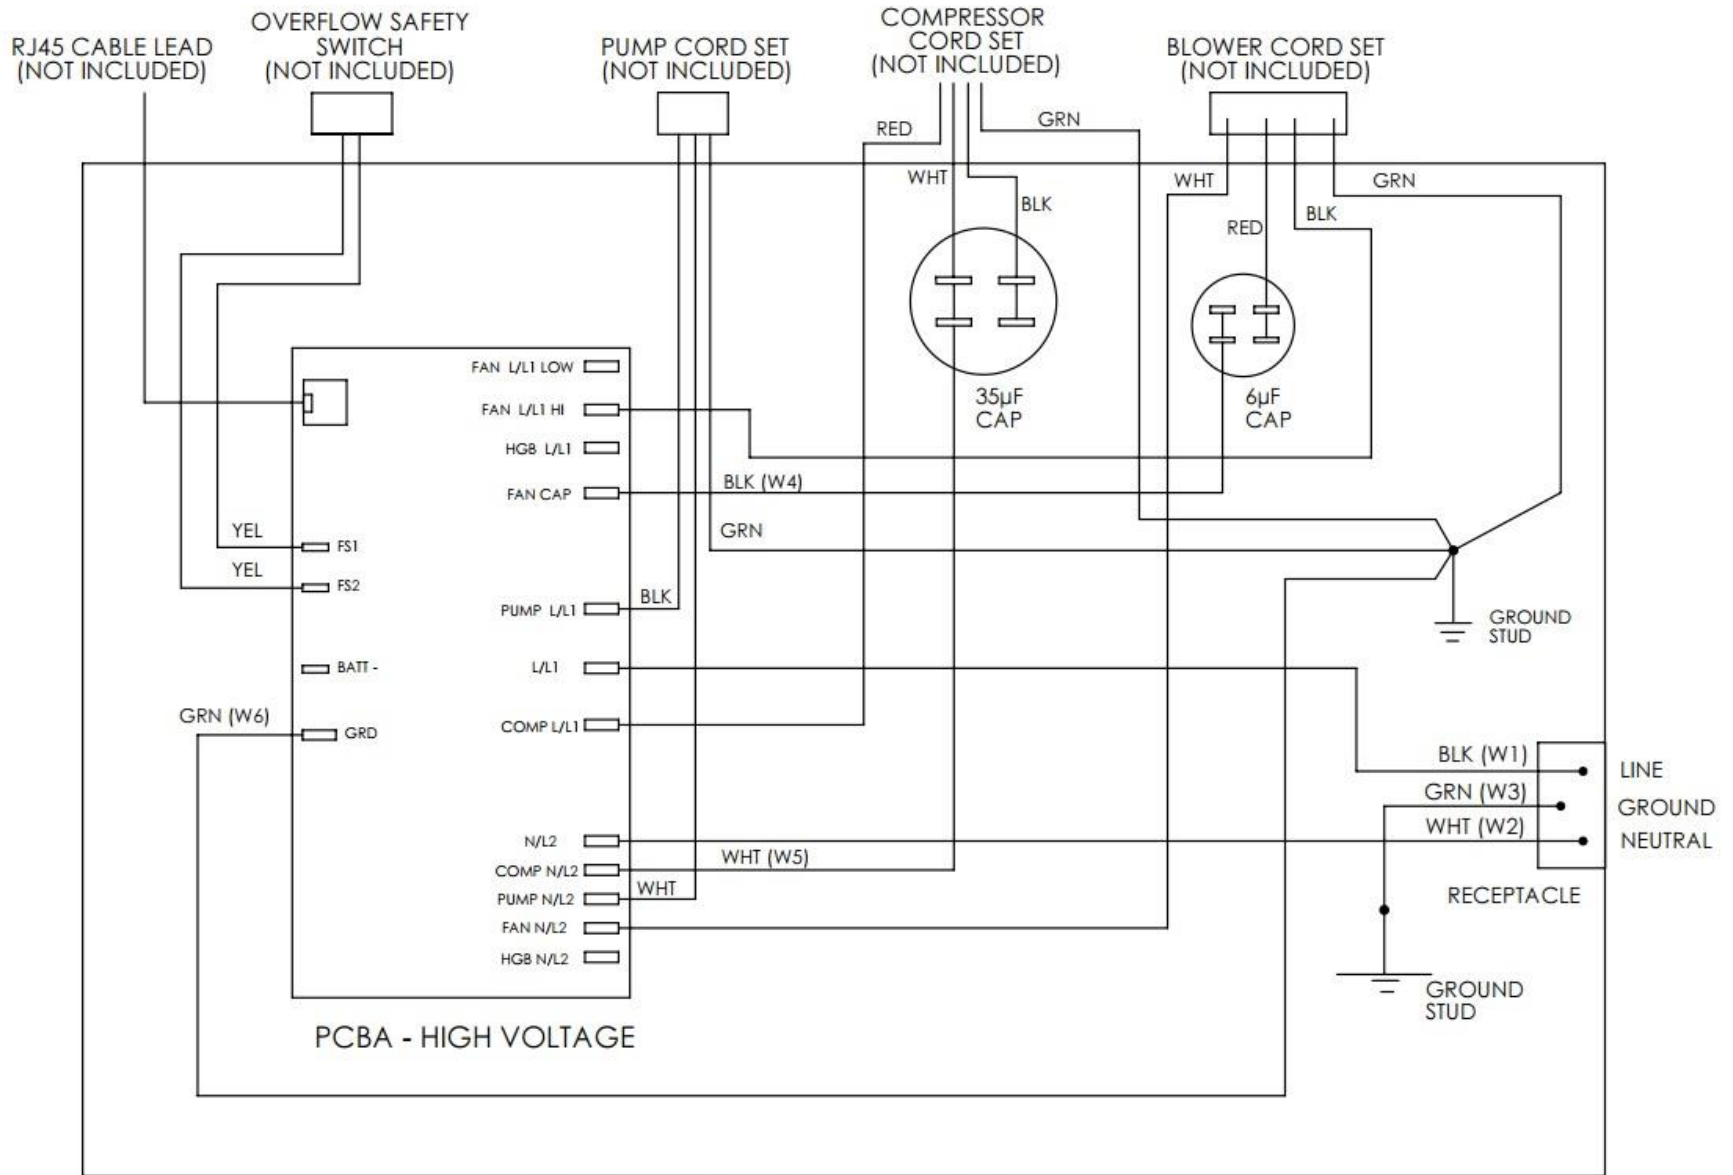 RJ45 CABLE LEAD
(NOT INCLUDED)
OVERFLOW SAFETY
SWITCH
(NOT INCLUDED)
PUMP CORD SET
(NOT INCLUDED)
COMPRESSOR
CORD SET
(NOT INCLUDED)
BLOWER CORD SET
(NOT INCLUDED)
RED
GRN
WHT
BLK
WHT
GRN
RED
BLK
35µF
CAP
6µF
CAP
FAN L/L1 LOW
FAN L/L1 HI
HGB L/L1
FAN CAP
BLK (W4)
GRN
YEL
FS1
YEL
FS2
PUMP L/L1
BLK
GROUND
STUD
BATT -
L/L1
GRN (W6)
GRD
COMP L/L1
BLK (W1)
LINE
GRN (W3)
GROUND
WHT (W2)
NEUTRAL
N/L2
COMP N/L2
WHT (W5)
PUMP N/L2
WHT
FAN N/L2
HGB N/L2
RECEPTACLE
GROUND
STUD
PCBA - HIGH VOLTAGE